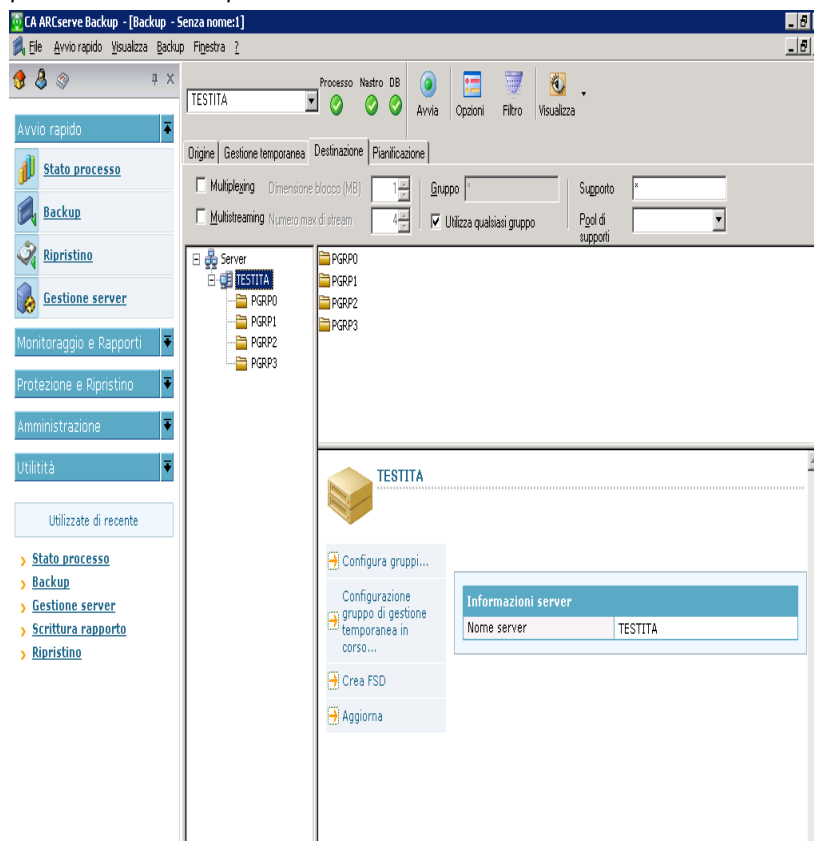 CA ARCserve Backup - [Backup - Senza nome:1]
File Avvio rapido Visualizza Backup Finestra ?
TESTITA
Processo Nastro DB
Avvia Opzioni Filtro Visualizza
Avvio rapido
Stato processo
Backup
Ripristino
Gestione server
Monitoraggio e Rapporti
Protezione e Ripristino
Amministrazione
Utilitità
Utilizzate di recente
Stato processo
Backup
Gestione server
Scrittura rapporto
Ripristino
Origine Gestione temporanea Destinazione Pianificazione
Multiplexing Dimensione blocco (MB) 1 Gruppo * Supporto *
Multistreaming Numero max di stream 4 Utilizza qualsiasi gruppo Pool di
supporti
Server
TESTITA
PGRP0
PGRP1
PGRP2
PGRP3
PGRP0
PGRP1
PGRP2
PGRP3
TESTITA
Configura gruppi...
Configurazione
gruppo di gestione
temporanea in
corso...
Crea FSD
Aggiorna
Informazioni server
Nome server TESTITA